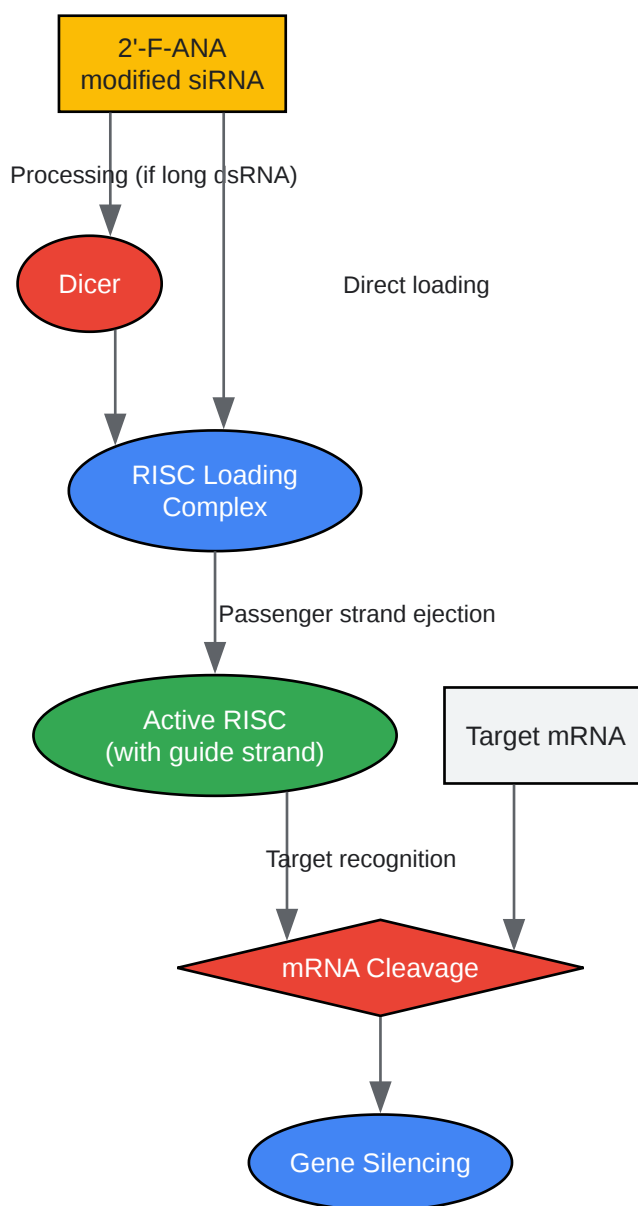 2'-F-ANA
modified siRNA
Processing (if long dsRNA)
Dicer
Direct loading
RISC Loading
Complex
Passenger strand ejection
Active RISC
(with guide strand)
Target mRNA
Target recognition
mRNA Cleavage
Gene Silencing